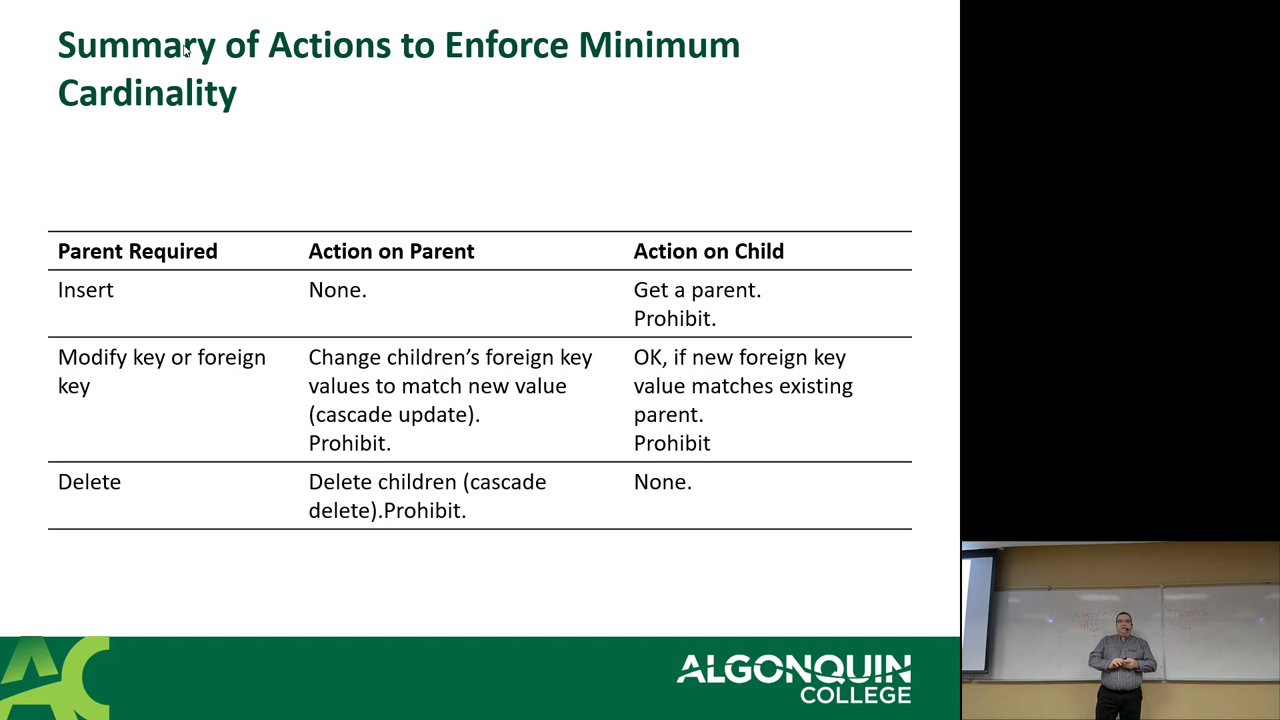 Summary of Actions to Enforce Minimum
Cardinality
Parent Required Action on Parent Action on Child
Insert None. Get a parent.
Prohibit.
Modify key or foreign key Change children’s foreign key values to match new value (cascade update). Prohibit. OK, if new foreign key value matches existing parent. Prohibit
Delete Delete children (cascade delete).Prohibit. None.
ALGONQUIN
COLLEGE